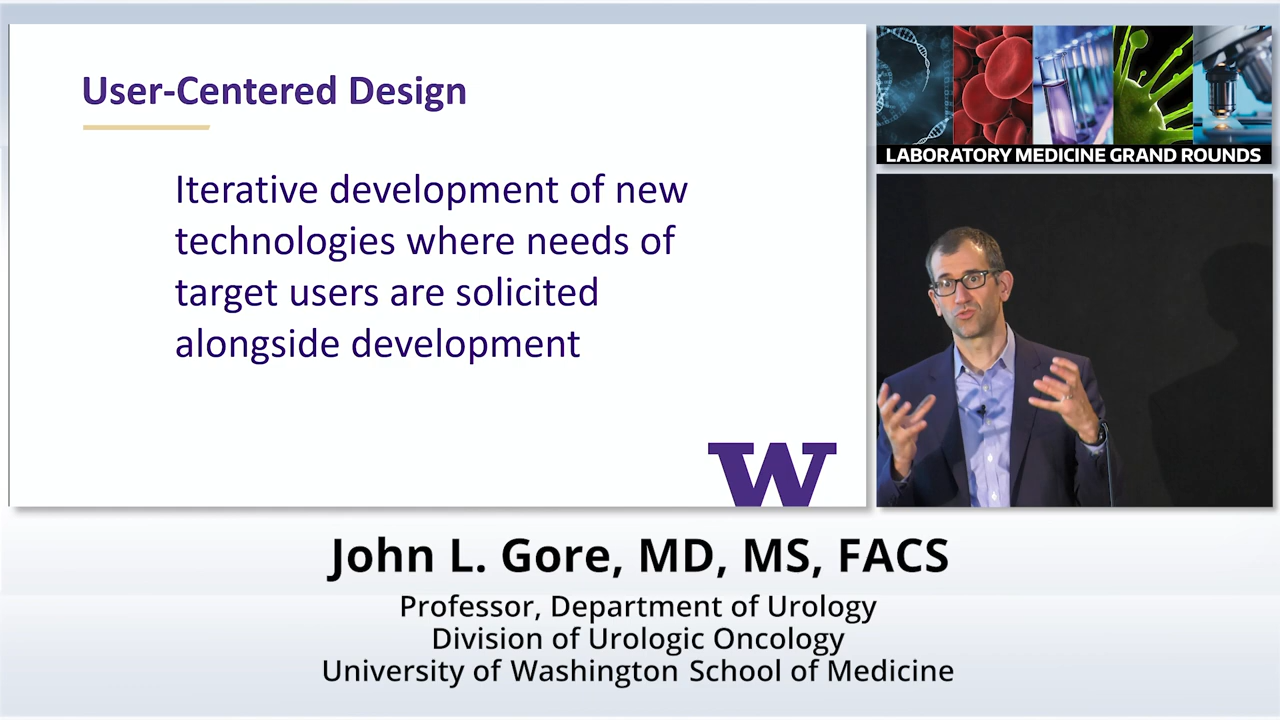 User-Centered Design
Iterative development of new
technologies where needs of
target users are solicited
alongside development
W
LABORATORY MEDICINE GRAND ROUNDS
John L. Gore, MD, MS, FACS
Professor, Department of Urology
Division of Urologic Oncology
University of Washington School of Medicine